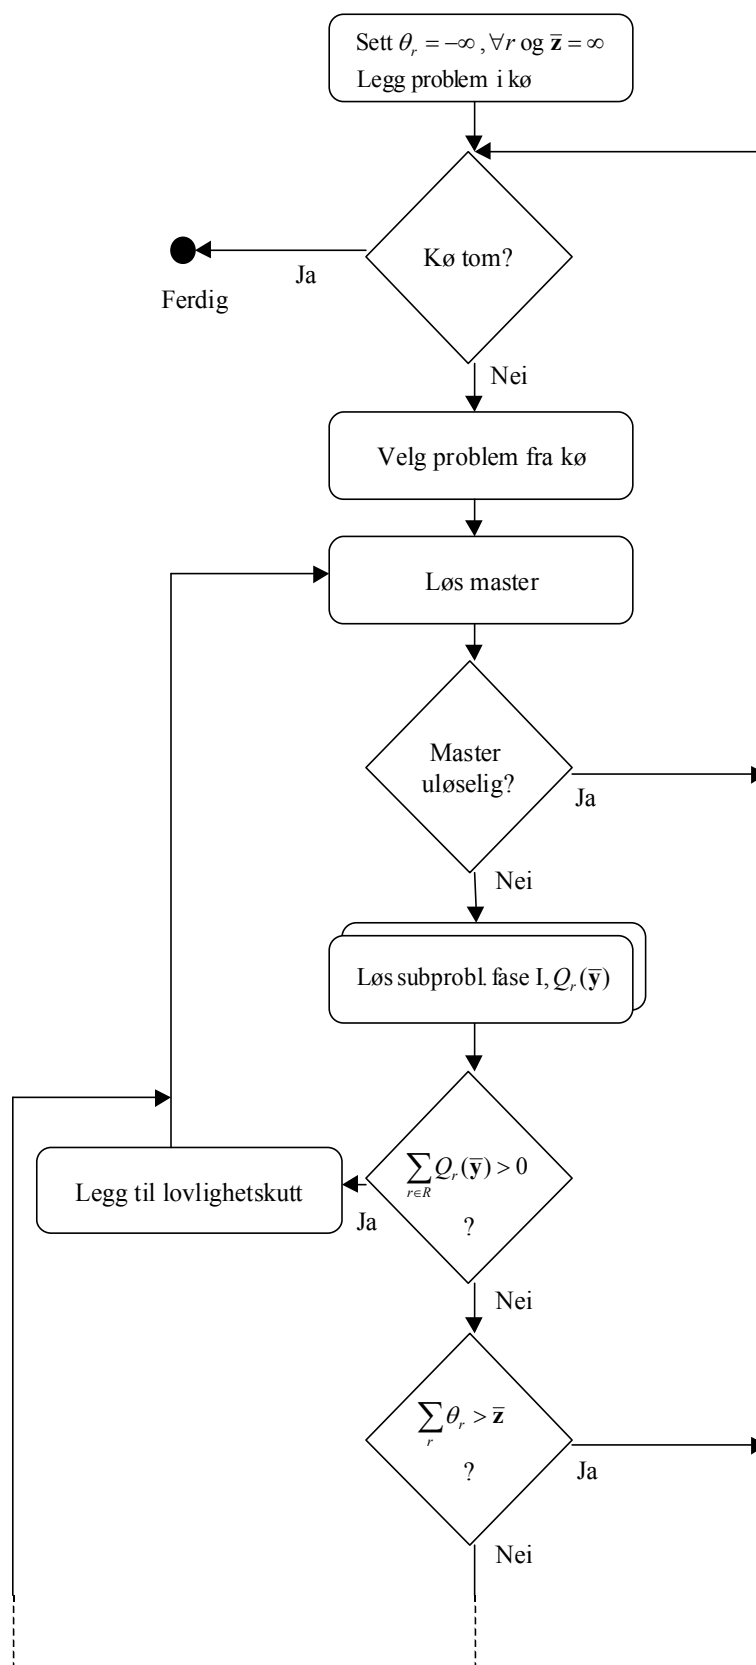 Sett θ_r = −∞, ∀r og z̄ = ∞
Legg problem i kø
Kø tom?
Ja
Ferdig
Nei
Velg problem fra kø
Løs master
Master
uløselig?
Ja
Nei
Løs subprobl. fase I, Q_r(ȳ)
∑_{r∈R} Q_r(ȳ) > 0
?
Legg til lovlighetskutt
Ja
Nei
∑_r θ_r > z̄
?
Ja
Nei